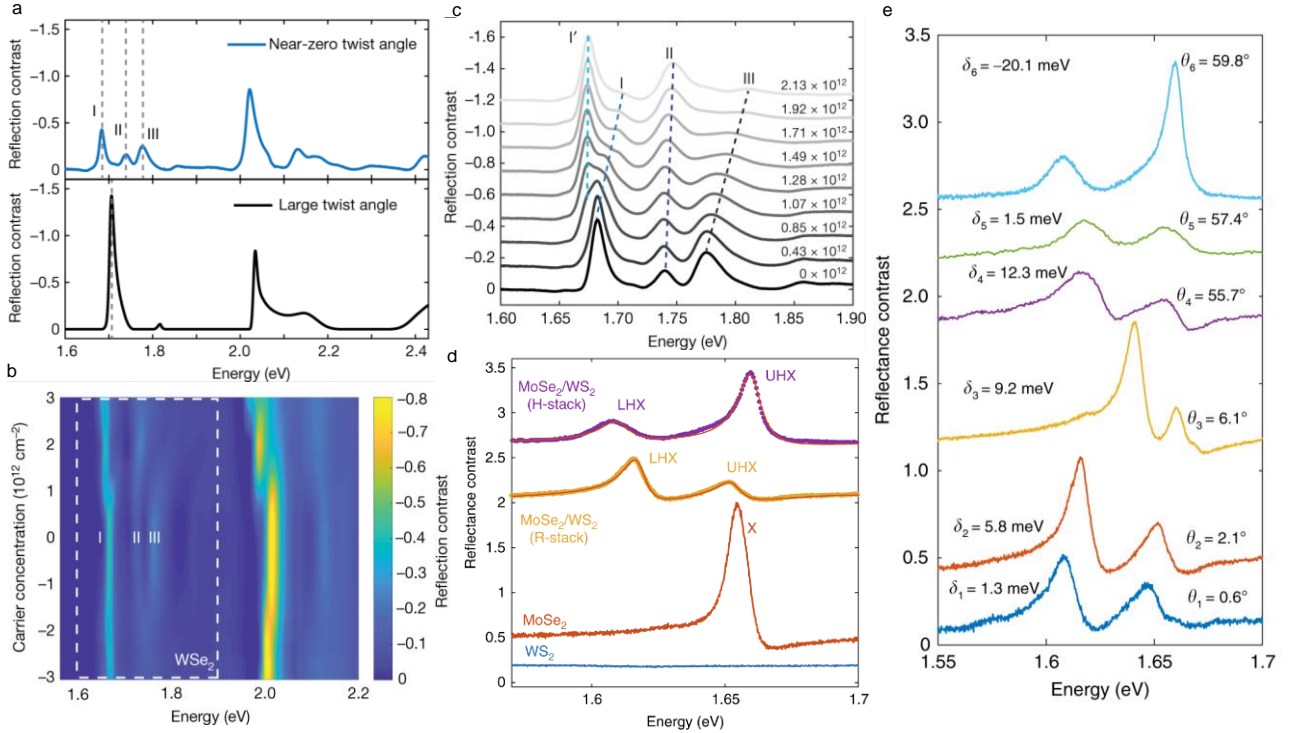 a
Reflection contrast
−1.5
−1.0
−0.5
0
Near-zero twist angle
I
II
III
Reflection contrast
−1.5
−1.0
−0.5
0
Large twist angle
1.6
1.8
2.0
2.2
2.4
Energy (eV)
b
Carrier concentration (10¹² cm⁻²)
3
2
1
0
−1
−2
−3
I
II
III
WSe₂
1.6
1.8
2.0
2.2
Energy (eV)
−0.8
−0.7
−0.6
−0.5
−0.4
−0.3
−0.2
−0.1
0
Reflection contrast
c
Reflection contrast
-1.6
−1.4
−1.2
−1.0
−0.8
−0.6
−0.4
−0.2
0
I′
I
II
III
2.13 × 10¹²
1.92 × 10¹²
1.71 × 10¹²
1.49 × 10¹²
1.28 × 10¹²
1.07 × 10¹²
0.85 × 10¹²
0.43 × 10¹²
0 × 10¹²
1.60
1.65
1.70
1.75
1.80
1.85
1.90
Energy (eV)
d
Reflectance contrast
3.5
3
2.5
2
1.5
1
0.5
0
MoSe₂/WS₂
(H-stack)
LHX
UHX
LHX
UHX
MoSe₂/WS₂
(R-stack)
X
MoSe₂
WS₂
1.6
1.65
1.7
Energy (eV)
e
Reflectance contrast
3.5
3.0
2.5
2.0
1.5
1.0
0.5
0
δ₆ = −20.1 meV
θ₆ = 59.8°
δ₅ = 1.5 meV
θ₅ = 57.4°
δ₄ = 12.3 meV
θ₄ = 55.7°
δ₃ = 9.2 meV
θ₃ = 6.1°
δ₂ = 5.8 meV
θ₂ = 2.1°
δ₁ = 1.3 meV
θ₁ = 0.6°
1.55
1.6
1.65
1.7
Energy (eV)